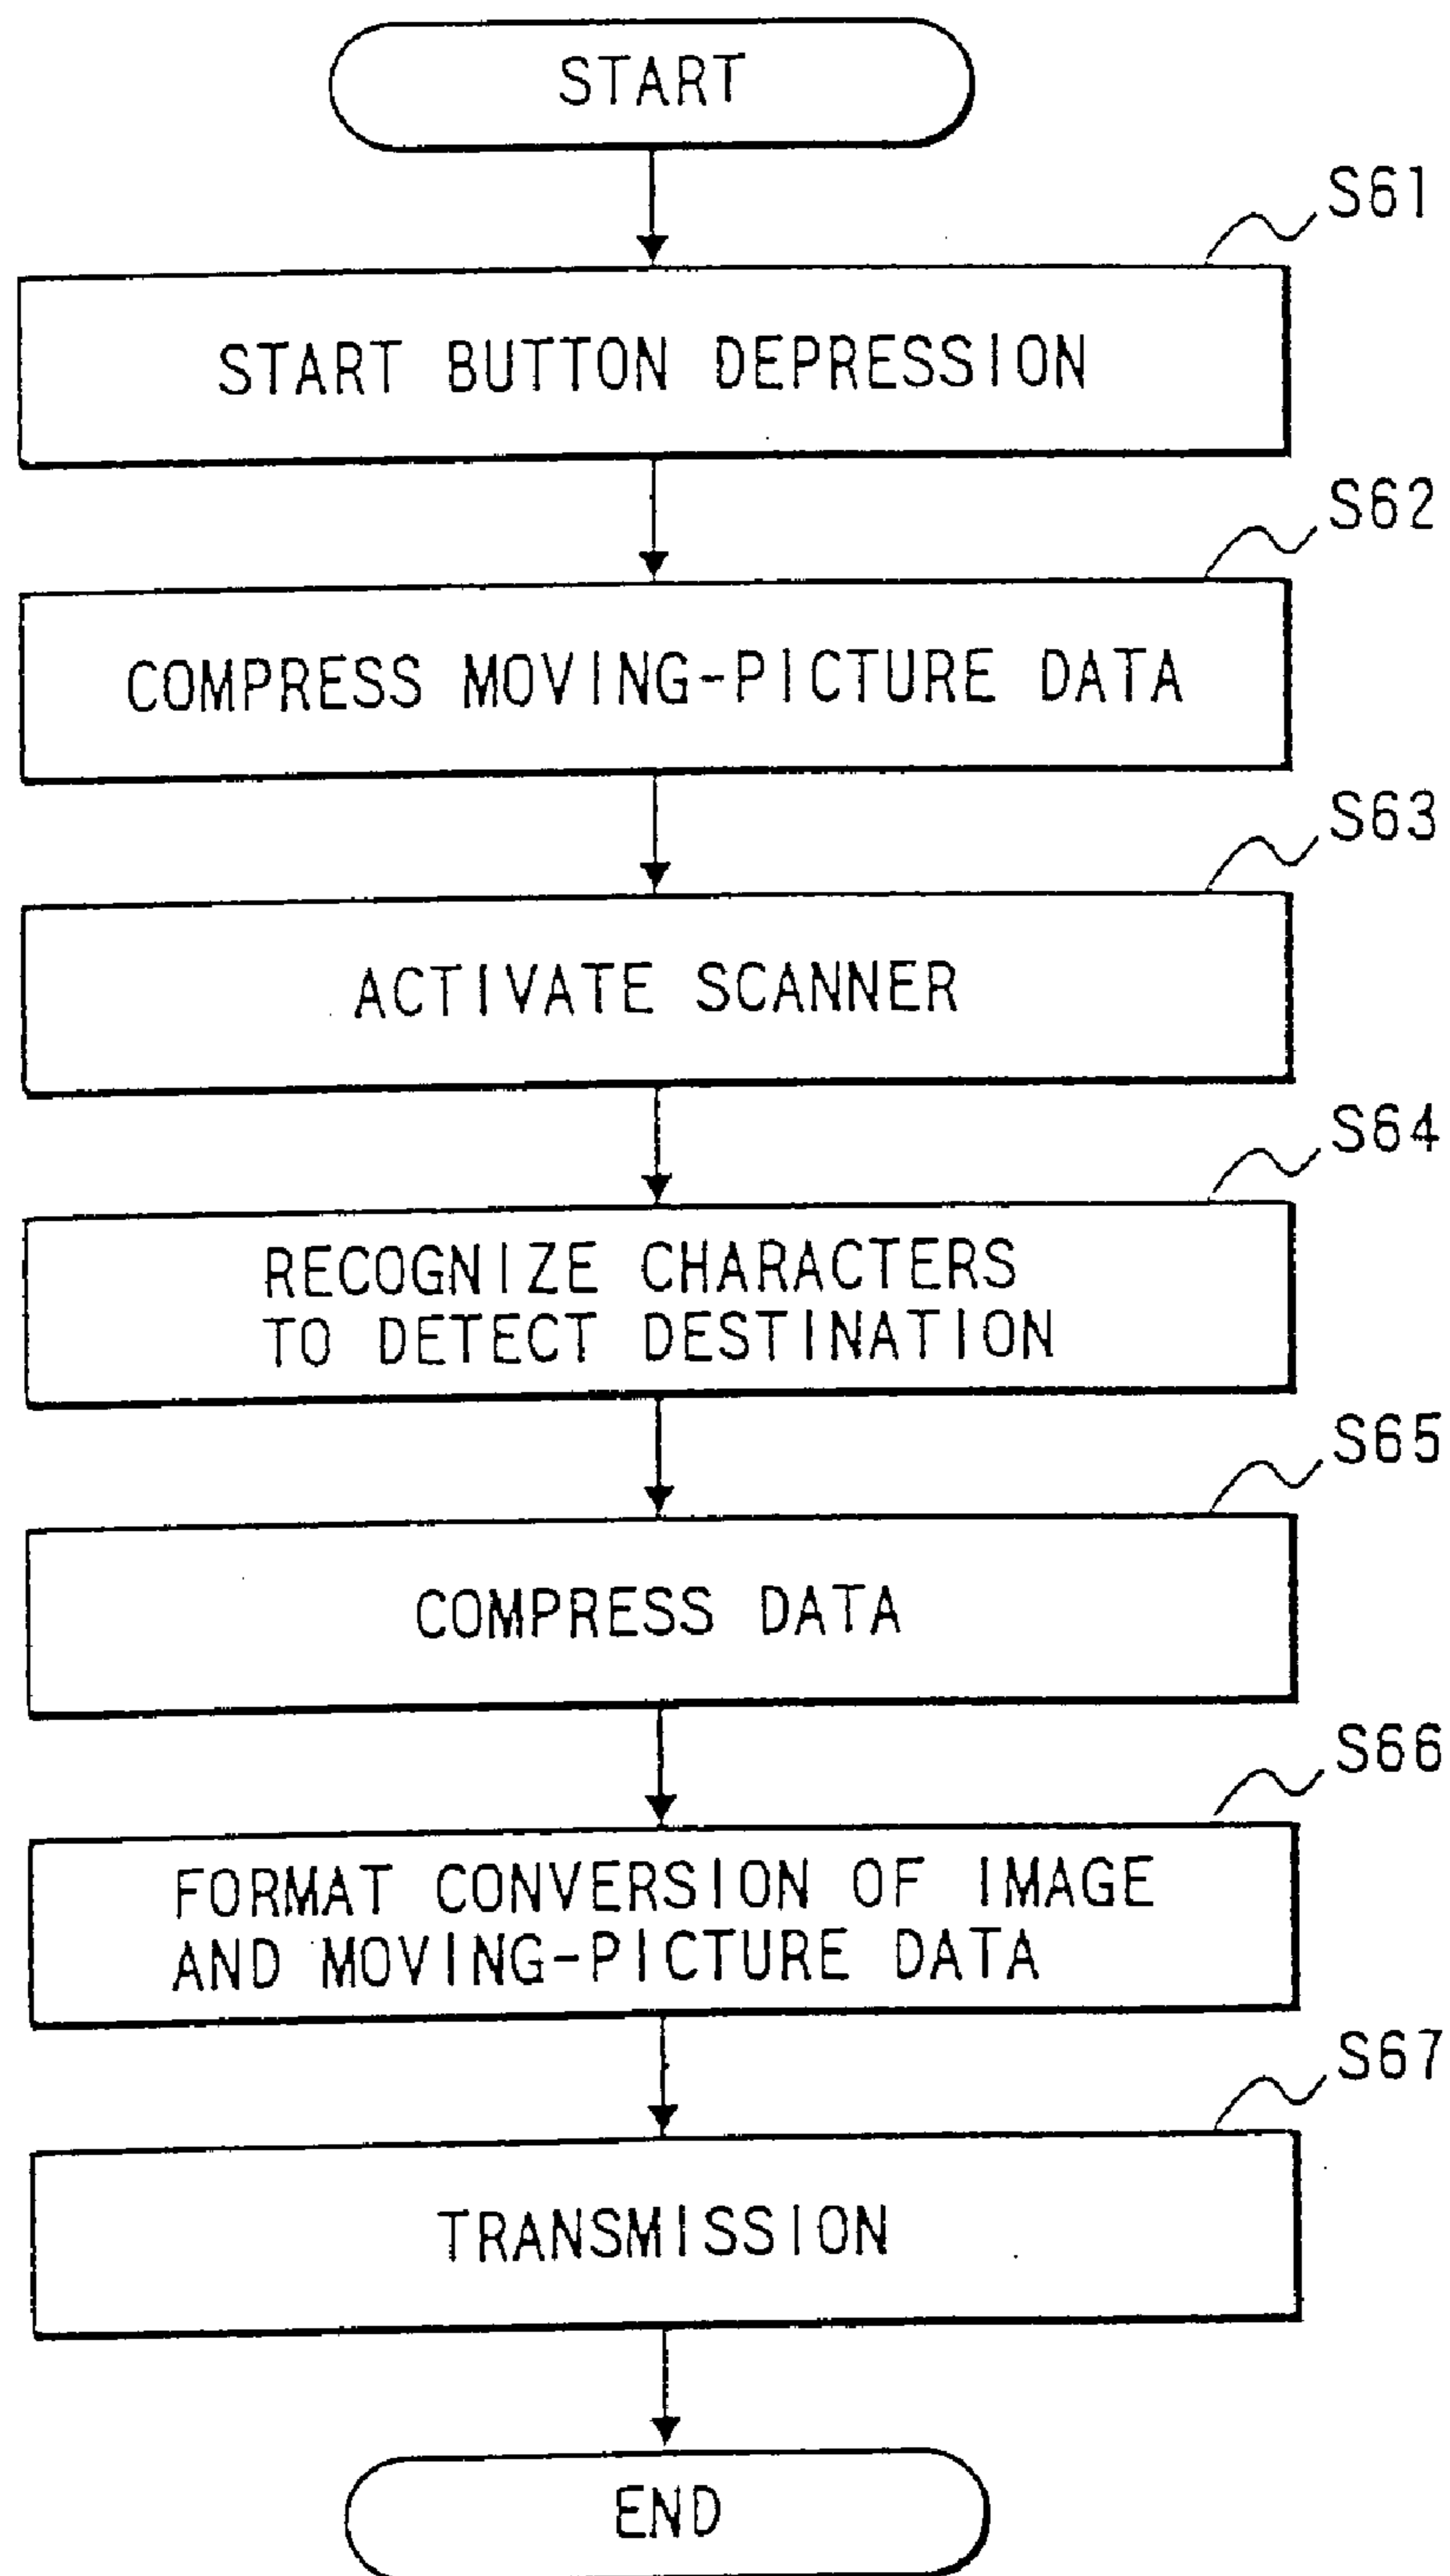 START
S61
START BUTTON DEPRESSION
S62
COMPRESS MOVING-PICTURE DATA
S63
ACTIVATE SCANNER
S64
RECOGNIZE CHARACTERS
TO DETECT DESTINATION
S65
COMPRESS DATA
S66
FORMAT CONVERSION OF IMAGE
AND MOVING-PICTURE DATA
S67
TRANSMISSION
END